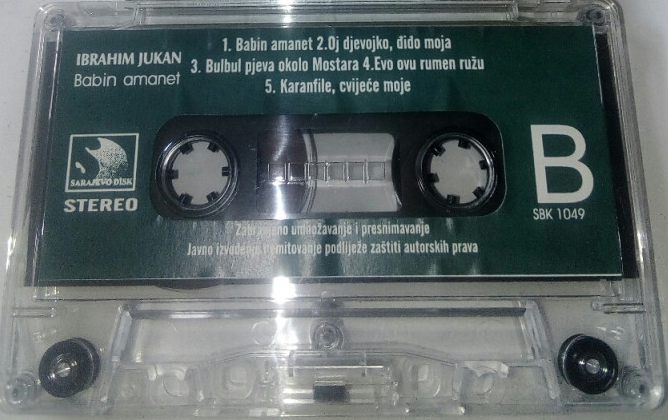 IBRAHIM JUKAN
Babin amanet
1. Babin amanet 2.Oj djevojko, diđo moja
3. Bulbul pjeva okolo Mostara 4.Evo ovu rumen ružu
5. Karanfile, cvijeće moje
SARAJEVO DISK
STEREO
B
SBK 1049
Zabranjeno umnožavanje i presnimavanje
Javno izvođenje i emitovanje podliježe zaštiti autorskih prava